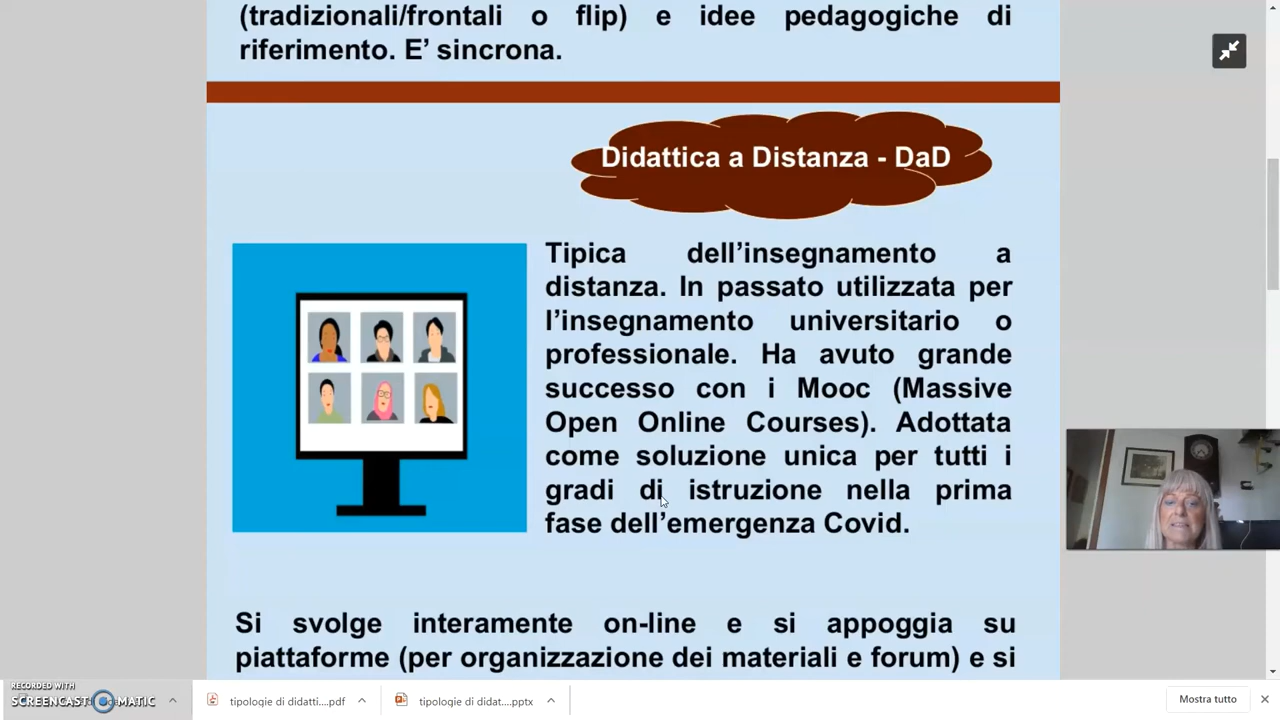 (tradizionali/frontali o flip) e idee pedagogiche di
riferimento. E’ sincrona.
Didattica a Distanza - DaD
Tipica dell’insegnamento a
distanza. In passato utilizzata per
l’insegnamento universitario o
professionale. Ha avuto grande
successo con i Mooc (Massive
Open Online Courses). Adottata
come soluzione unica per tutti i
gradi di istruzione nella prima
fase dell’emergenza Covid.
Si svolge interamente on-line e si appoggia su
piattaforme (per organizzazione dei materiali e forum) e si
RECORDED WITH
SCREENCAST-O-MATIC
tipologie di didatti....pdf
tipologie di didat....pptx
Mostra tutto